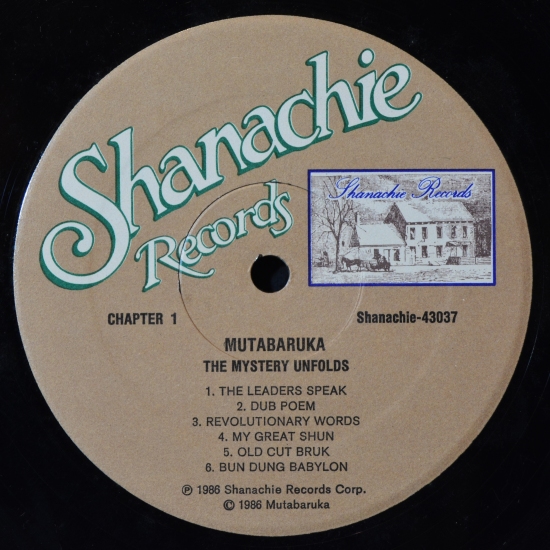 Shanachie
Records
Shanachie Records
CHAPTER 1
Shanachie-43037
MUTABARUKA
THE MYSTERY UNFOLDS
1. THE LEADERS SPEAK
2. DUB POEM
3. REVOLUTIONARY WORDS
4. MY GREAT SHUN
5. OLD CUT BRUK
6. BUN DUNG BABYLON
℗ 1986 Shanachie Records Corp.
© 1986 Mutabaruka